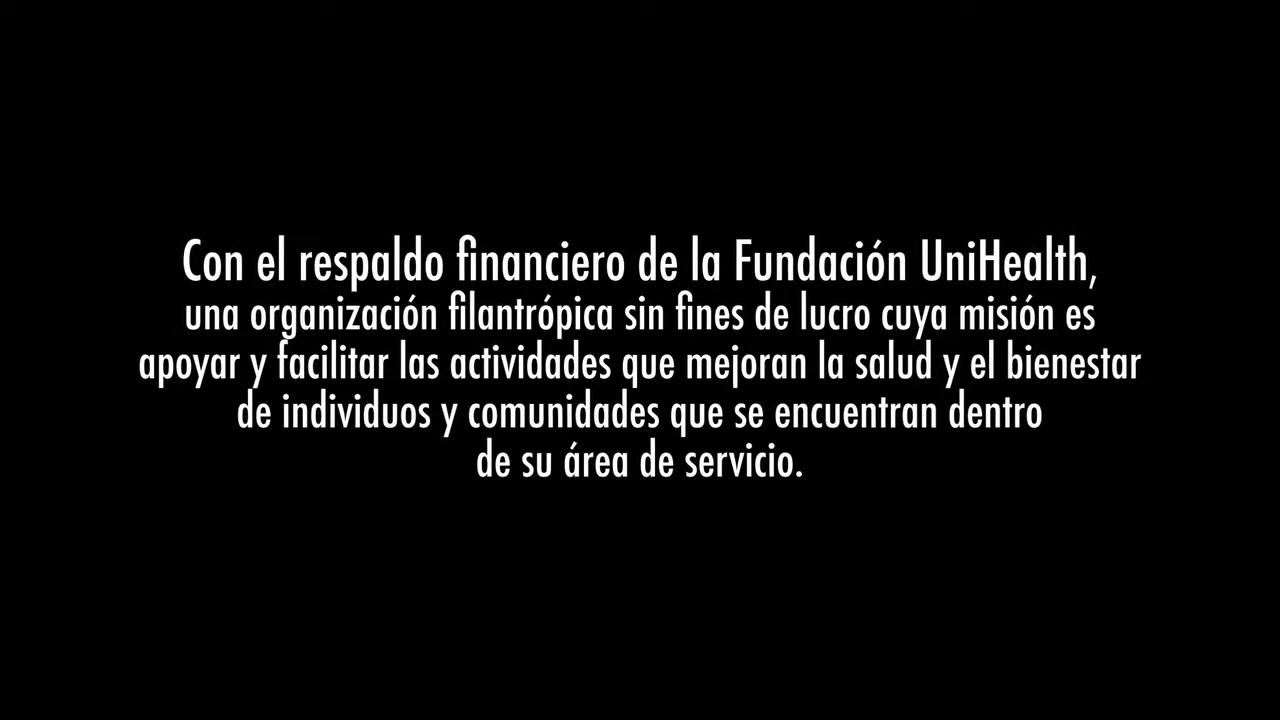 Con el respaldo financiero de la Fundación UniHealth,
una organización filantrópica sin fines de lucro cuya misión es
apoyar y facilitar las actividades que mejoran la salud y el bienestar
de individuos y comunidades que se encuentran dentro
de su área de servicio.